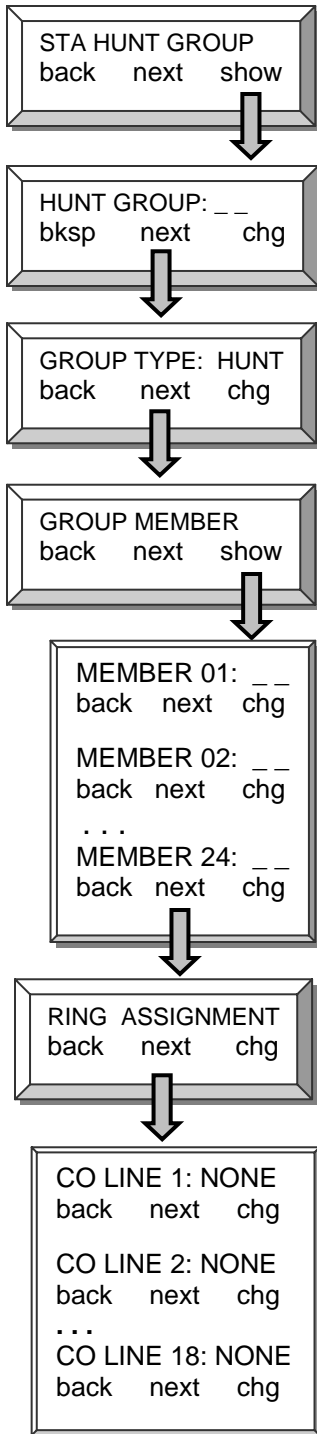 STA HUNT GROUP
back next show
HUNT GROUP: _ _
bksp next chg
GROUP TYPE: HUNT
back next chg
GROUP MEMBER
back next show
MEMBER 01: _ _
back next chg
MEMBER 02: _ _
back next chg
. . .
MEMBER 24: _ _
back next chg
RING ASSIGNMENT
back next chg
CO LINE 1: NONE
back next chg
CO LINE 2: NONE
back next chg
. . .
CO LINE 18: NONE
back next chg